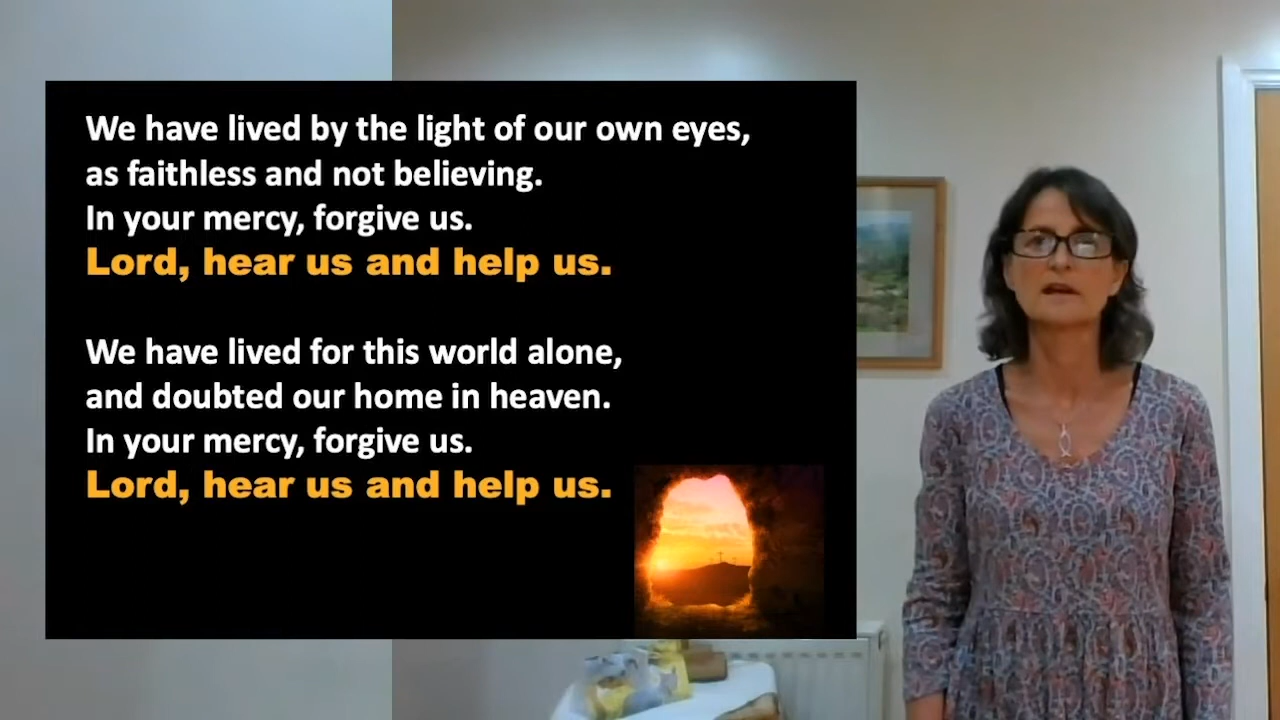 We have lived by the light of our own eyes,
as faithless and not believing.
In your mercy, forgive us.
Lord, hear us and help us.
We have lived for this world alone,
and doubted our home in heaven.
In your mercy, forgive us.
Lord, hear us and help us.